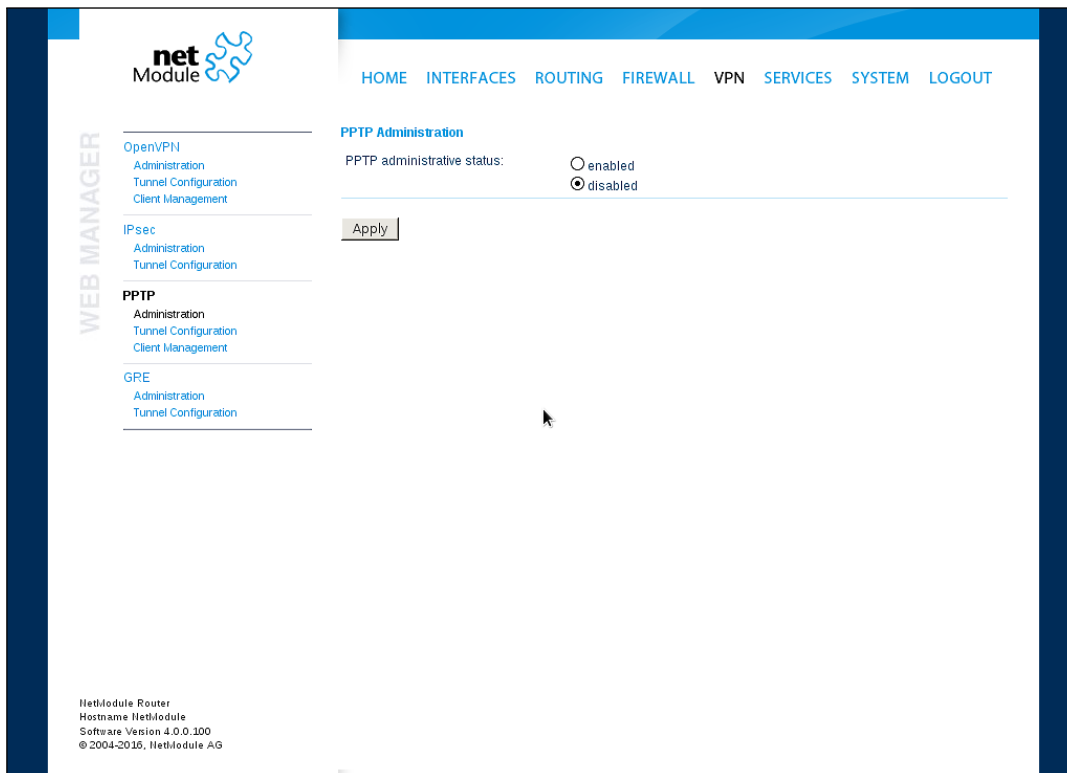 net
Module
HOME INTERFACES ROUTING FIREWALL VPN SERVICES SYSTEM LOGOUT
WEB MANAGER
OpenVPN
Administration
Tunnel Configuration
Client Management
IPsec
Administration
Tunnel Configuration
PPTP
Administration
Tunnel Configuration
Client Management
GRE
Administration
Tunnel Configuration
PPTP Administration
PPTP administrative status:
enabled
disabled
Apply
NetModule Router
Hostname NetModule
Software Version 4.0.0.100
© 2004-2016, NetModule AG